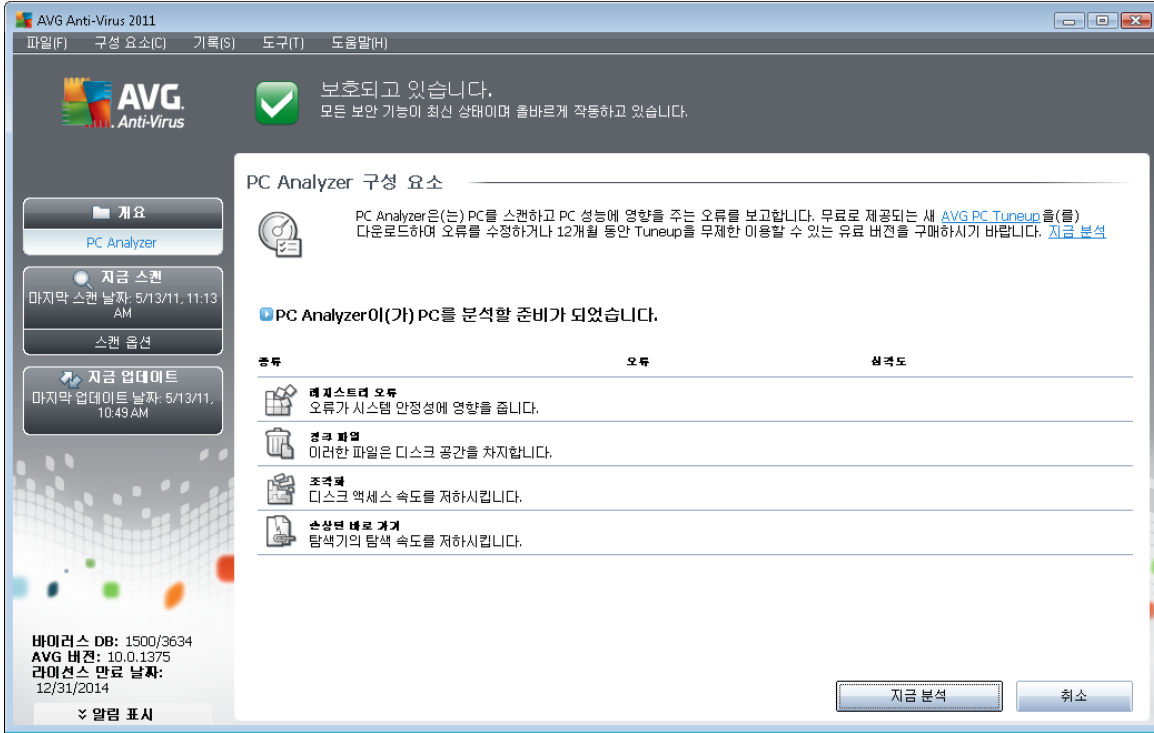 AVG Anti-Virus 2011
파일(F) 구성 요소(C) 기록(S) 도구(T) 도움말(H)
AVG.
Anti-Virus
보호되고 있습니다.
모든 보안 기능이 최신 상태이며 올바르게 작동하고 있습니다.
개요
PC Analyzer
지금 스캔
마지막 스캔 날짜: 5/13/11, 11:13
AM
스캔 옵션
지금 업데이트
마지막 업데이트 날짜: 5/13/11,
10:49 AM
바이러스 DB: 1500/3634
AVG 버전: 10.0.1375
라이선스 만료 날짜:
12/31/2014
알림 표시
PC Analyzer 구성 요소
PC Analyzer은(는) PC를 스캔하고 PC 성능에 영향을 주는 오류를 보고합니다. 무료로 제공되는 새 AVG PC Tuneup을(를)
다운로드하여 오류를 수정하거나 12개월 동안 Tuneup을 무제한 이용할 수 있는 유료 버전을 구매하시기 바랍니다. 지금 분석
PC Analyzer이(가) PC를 분석할 준비가 되었습니다.
종류 오류 심각도
레지스트리 오류
오류가 시스템 안정성에 영향을 줍니다.
정크 파일
이러한 파일은 디스크 공간을 차지합니다.
조각화
디스크 액세스 속도를 저하시킵니다.
손상된 바로 가기
탐색기의 탐색 속도를 저하시킵니다.
지금 분석
취소